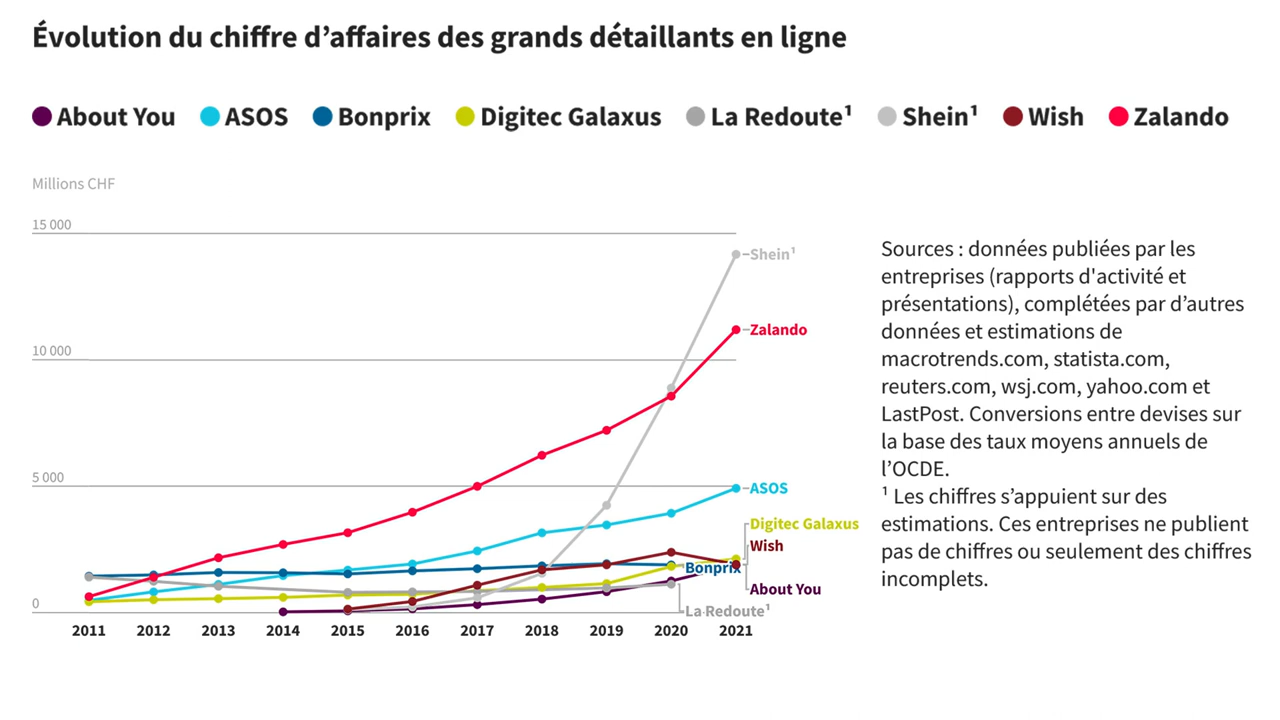 Évolution du chiffre d’affaires des grands détaillants en ligne
About You ASOS Bonprix Digitec Galaxus La Redoute¹ Shein¹ Wish Zalando
Millions CHF
15 000
10 000
5 000
0
Shein¹
Zalando
ASOS
Digitec Galaxus
Wish
Bonprix
About You
La Redoute¹
2011 2012 2013 2014 2015 2016 2017 2018 2019 2020 2021
Sources : données publiées par les
entreprises (rapports d'activité et
présentations), complétées par d’autres
données et estimations de
macrotrends.com, statista.com,
reuters.com, wsj.com, yahoo.com et
LastPost. Conversions entre devises sur
la base des taux moyens annuels de
l’OCDE.
¹ Les chiffres s’appuient sur des
estimations. Ces entreprises ne publient
pas de chiffres ou seulement des chiffres
incomplets.